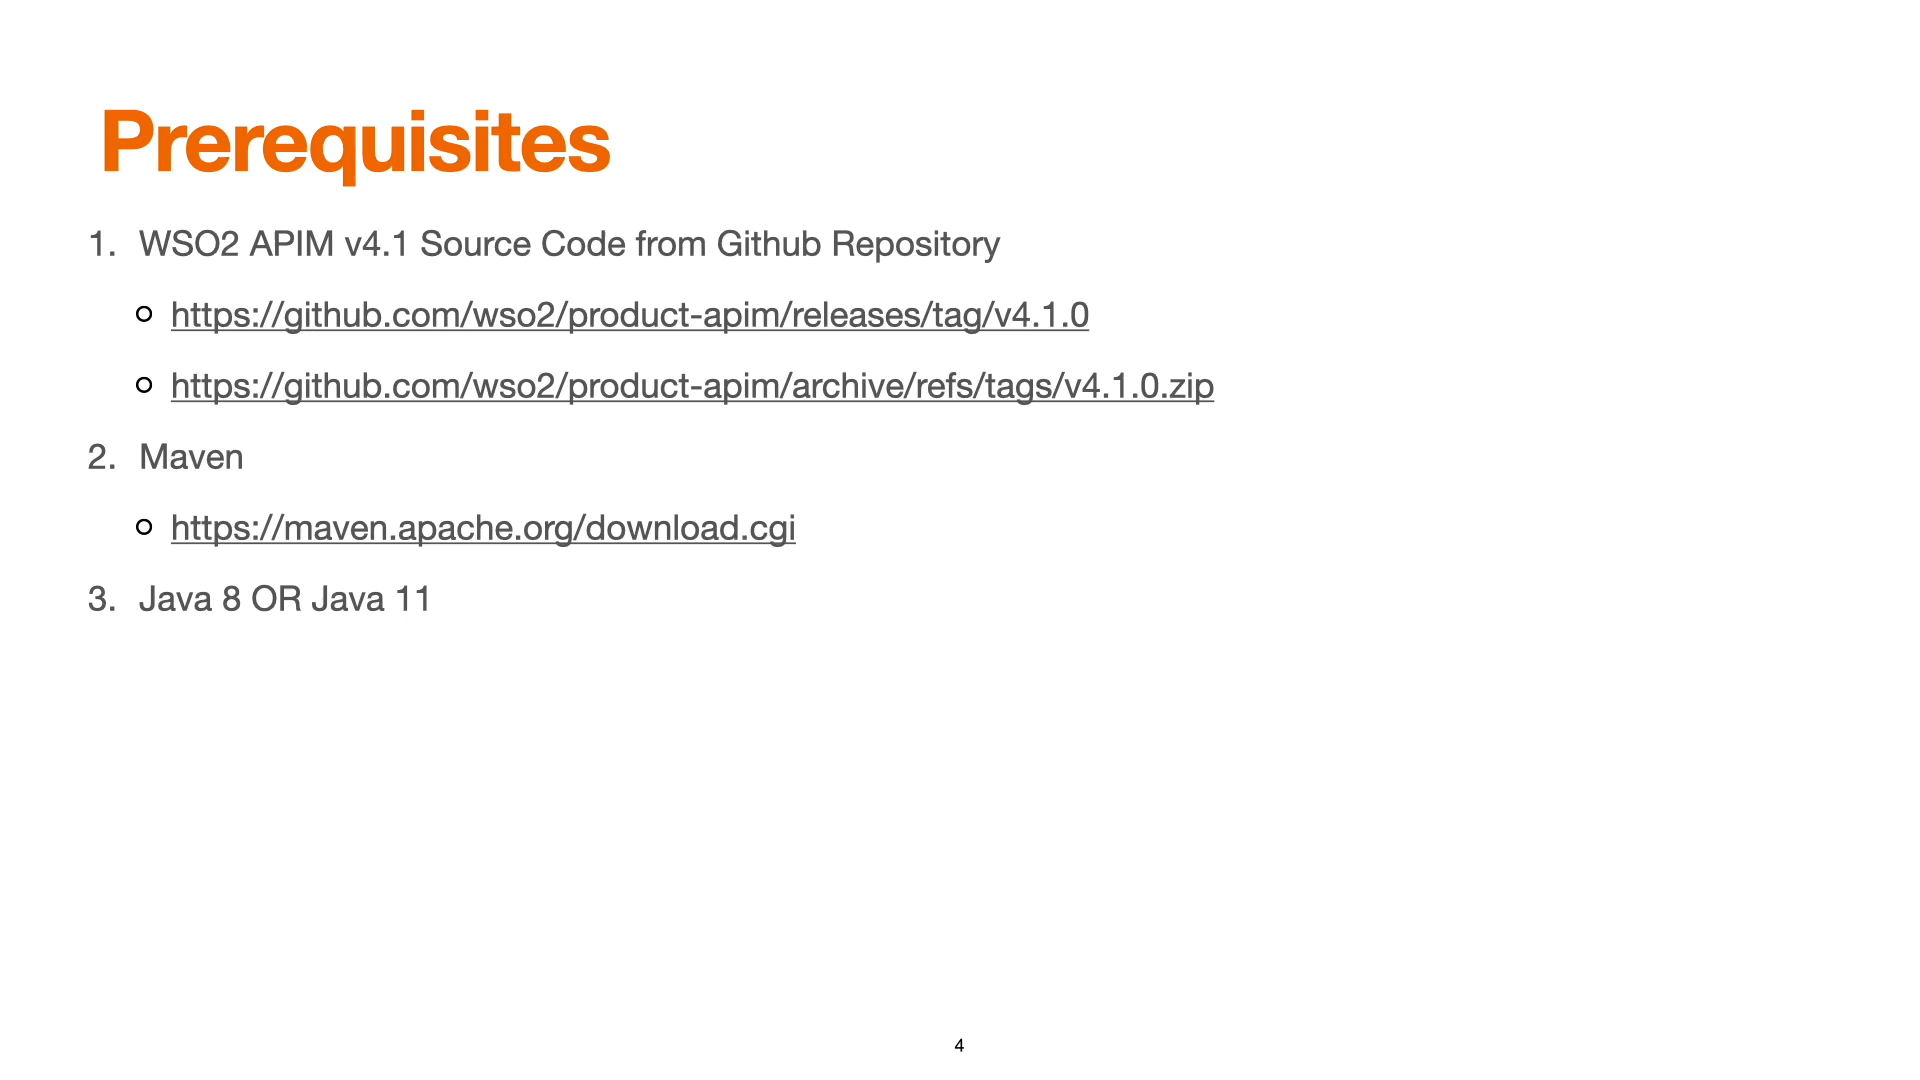 Prerequisites
1. WSO2 APIM v4.1 Source Code from Github Repository
https://github.com/wso2/product-apim/releases/tag/v4.1.0
https://github.com/wso2/product-apim/archive/refs/tags/v4.1.0.zip
2. Maven
https://maven.apache.org/download.cgi
3. Java 8 OR Java 11
4